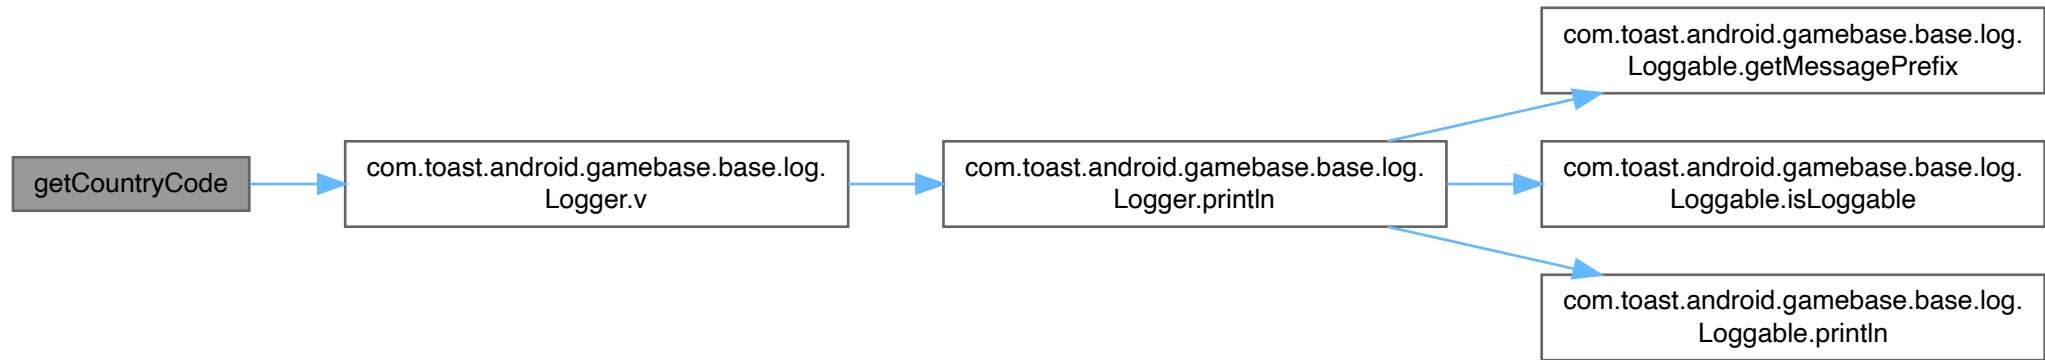 getCountryCode
com.toast.android.gamebase.base.log.
Logger.v
com.toast.android.gamebase.base.log.
Logger.println
com.toast.android.gamebase.base.log.
Loggable.getMessagePrefix
com.toast.android.gamebase.base.log.
Loggable.isLoggable
com.toast.android.gamebase.base.log.
Loggable.println